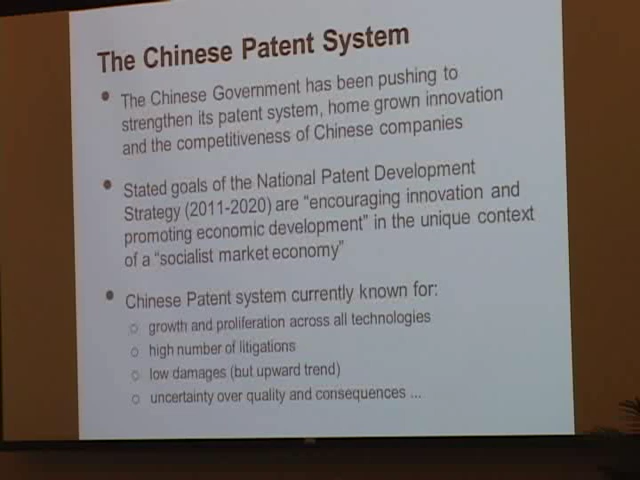 The Chinese Patent System
• The Chinese Government has been pushing to
strengthen its patent system, home grown innovation
and the competitiveness of Chinese companies
• Stated goals of the National Patent Development
Strategy (2011-2020) are "encouraging innovation and
promoting economic development" in the unique context
of a "socialist market economy"
• Chinese Patent system currently known for:
○ growth and proliferation across all technologies
○ high number of litigations
○ low damages (but upward trend)
○ uncertainty over quality and consequences ...